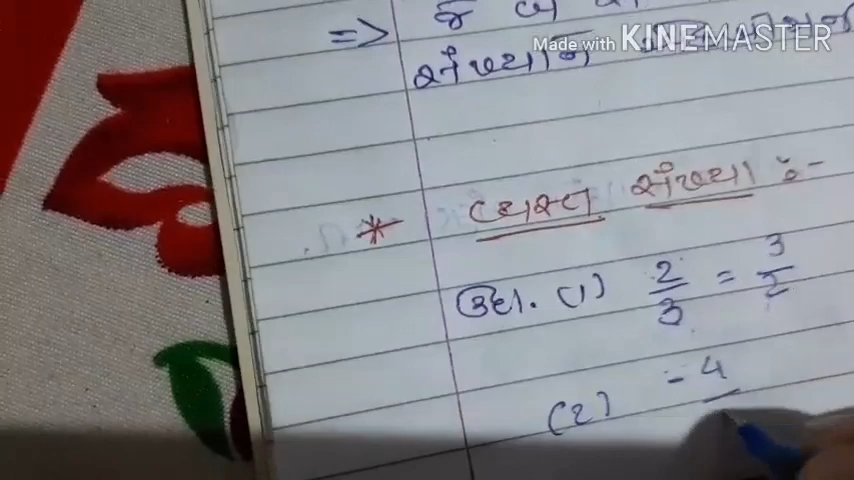 =>
Made with KINEMASTER
સંખ્યાને
* વ્યસ્ત સંખ્યા :-
ઉદા. (1) 2/3 = 3/2
(2) -4